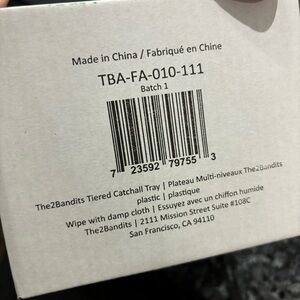 Made in China / Fabriqué en Chine
TBA-FA-010-111
Batch 1
7 23592 79755 3
The2Bandits Tiered Catchall Tray | Plateau Multi-niveaux The2Bandits
plastic | plastique
Wipe with damp cloth | Essuyez avec un chiffon humide
The2Bandits | 2111 Mission Street Suite #108C
San Francisco, CA 94110